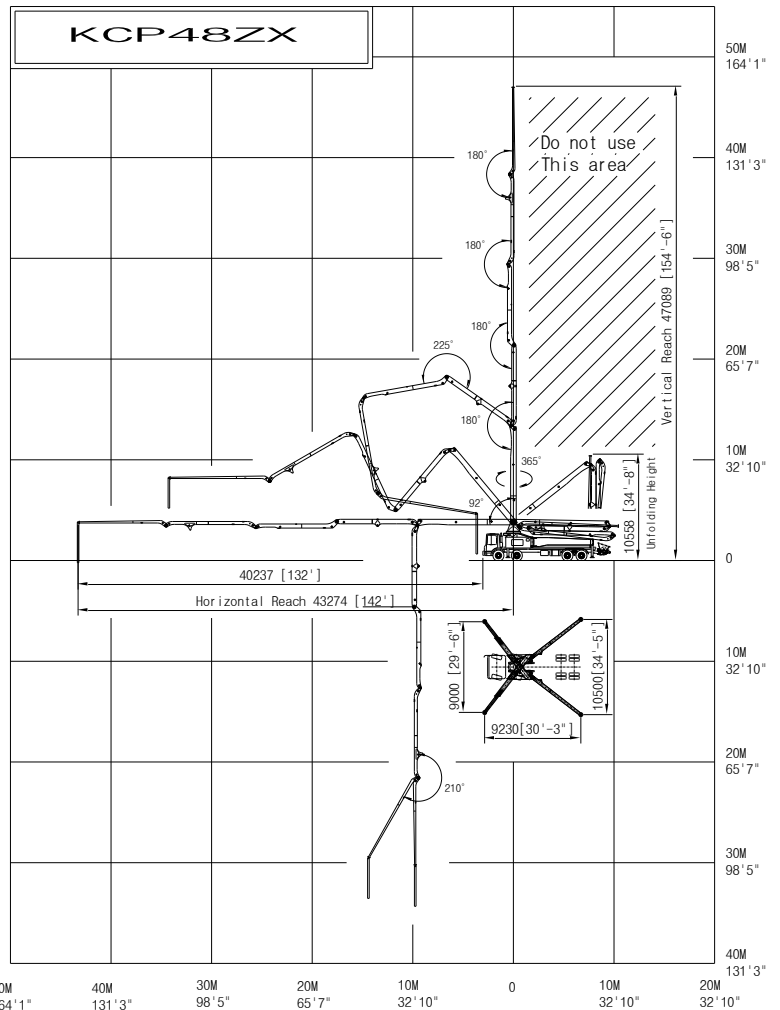 KCP48ZX
50M
164'1"
Do not use
This area
180°
40M
131'3"
180°
30M
98'5"
Vertical Reach 47089 [154'-6"]
180°
225°
20M
65'7"
180°
365°
10M
32'10"
92°
10558 [34'-8"]
Unfolding Height
0
40237 [132']
Horizontal Reach 43274 [142']
9000 [29'-6"]
10500[34'-5"]
10M
32'10"
9230[30'-3"]
20M
65'7"
210°
30M
98'5"
40M
131'3"
0M
64'1"
40M
131'3"
30M
98'5"
20M
65'7"
10M
32'10"
0
10M
32'10"
20M
32'10"